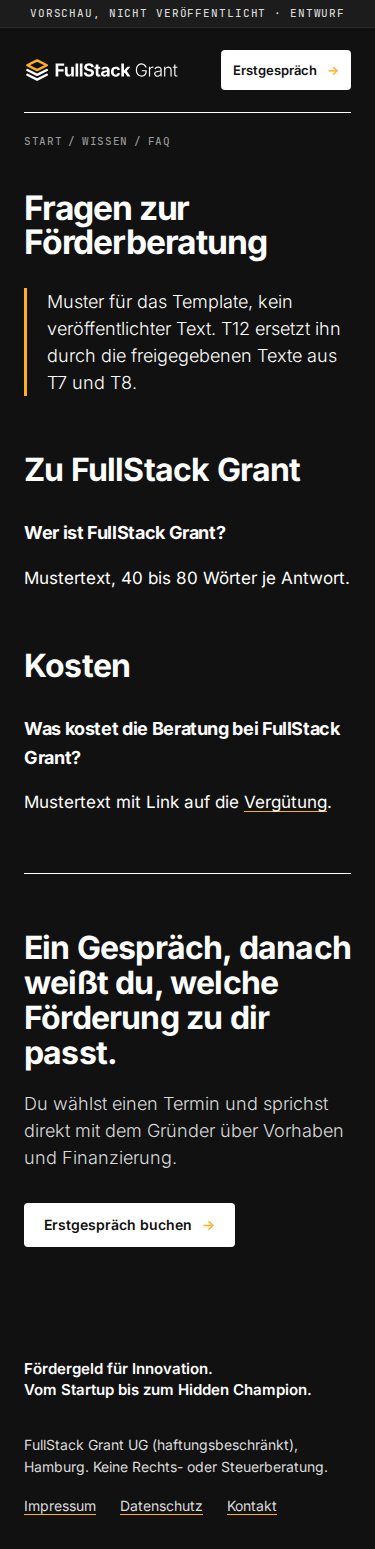 VORSCHAU, NICHT VERÖFFENTLICHT · ENTWURF
FullStack Grant
Erstgespräch →
START / WISSEN / FAQ
Fragen zur
Förderberatung
Muster für das Template, kein
veröffentlichter Text. T12 ersetzt ihn
durch die freigegebenen Texte aus
T7 und T8.
Zu FullStack Grant
Wer ist FullStack Grant?
Mustertext, 40 bis 80 Wörter je Antwort.
Kosten
Was kostet die Beratung bei FullStack
Grant?
Mustertext mit Link auf die Vergütung.
Ein Gespräch, danach
weißt du, welche
Förderung zu dir
passt.
Du wählst einen Termin und sprichst
direkt mit dem Gründer über Vorhaben
und Finanzierung.
Erstgespräch buchen →
Fördergeld für Innovation.
Vom Startup bis zum Hidden Champion.
FullStack Grant UG (haftungsbeschränkt),
Hamburg. Keine Rechts- oder Steuerberatung.
Impressum Datenschutz Kontakt